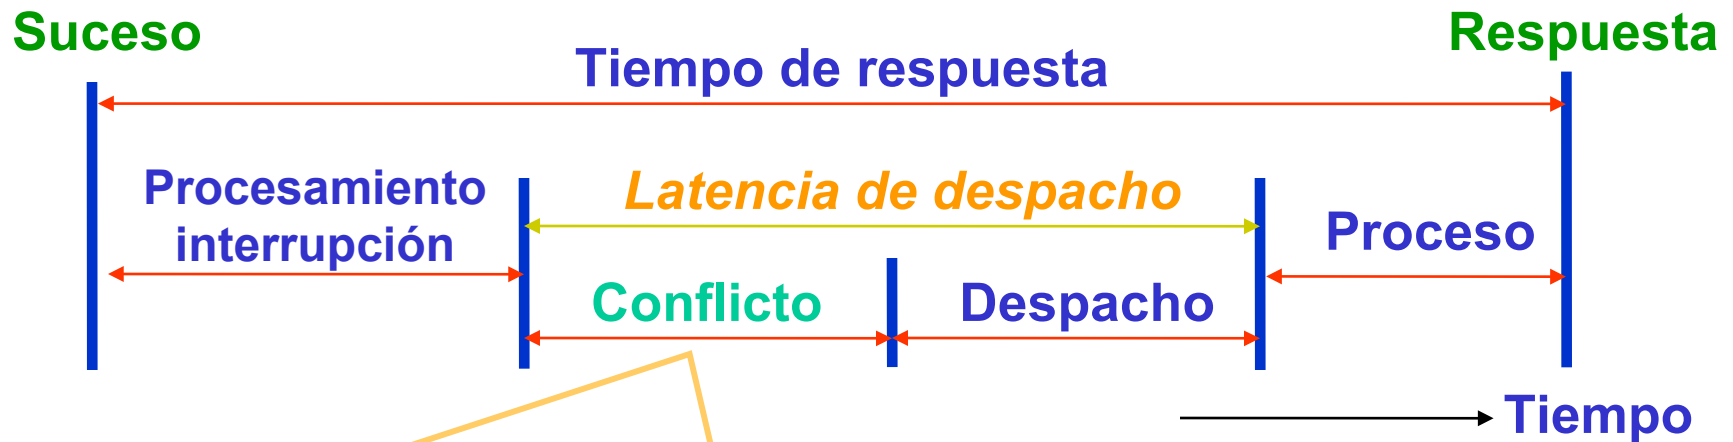 Suceso
Respuesta
Tiempo de respuesta
Procesamiento
interrupción
Latencia de despacho
Proceso
Conflicto
Despacho
Tiempo